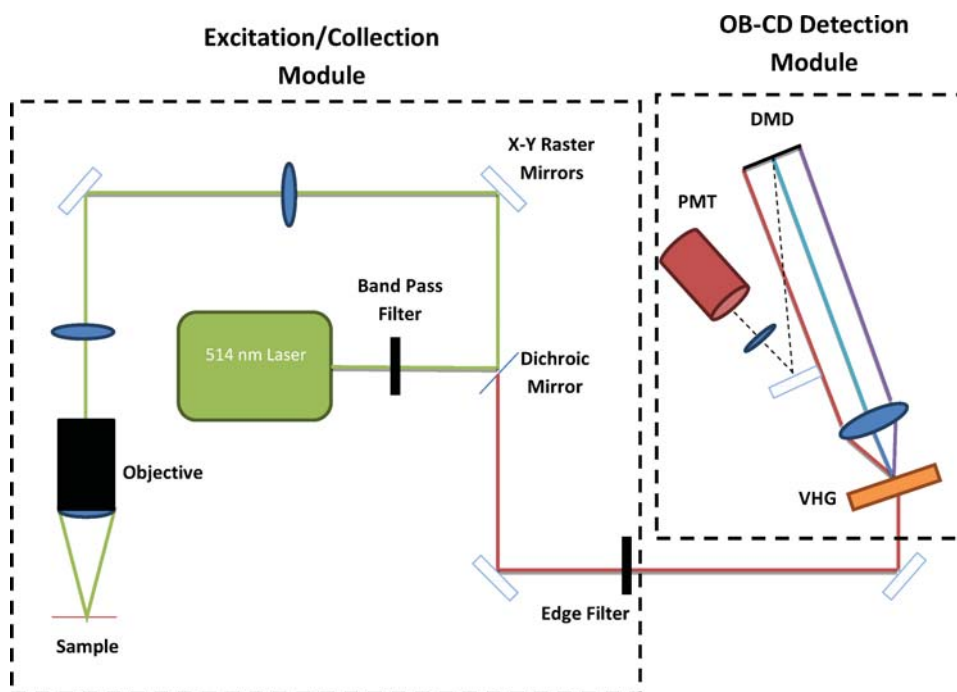 Excitation/Collection
Module
OB-CD Detection
Module
DMD
X-Y Raster
Mirrors
PMT
Band Pass
Filter
514 nm Laser
Dichroic
Mirror
Objective
VHG
Edge Filter
Sample